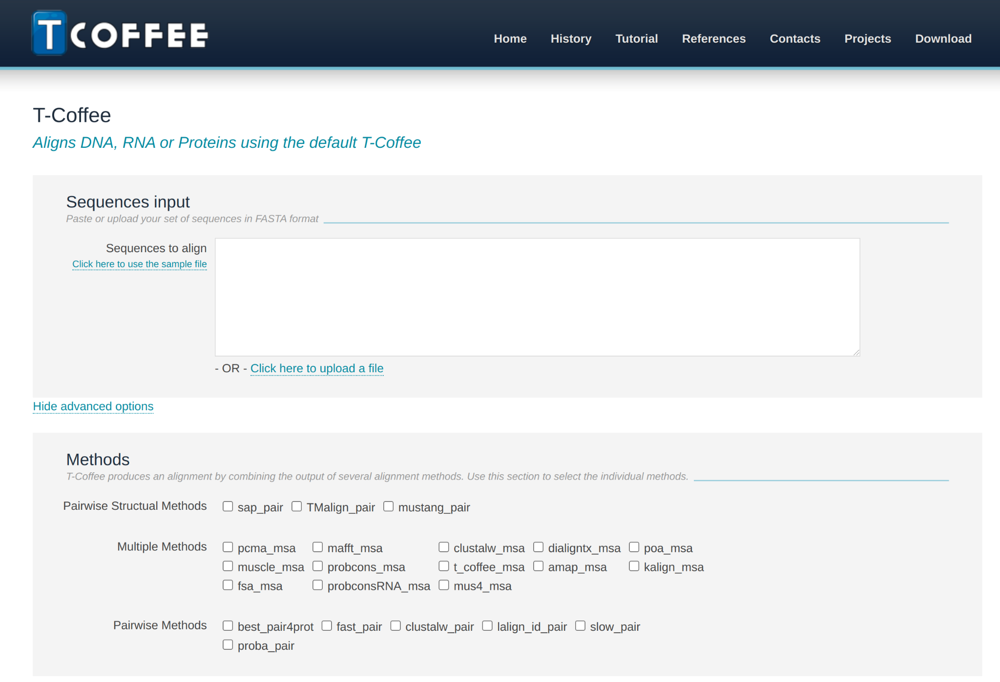 T COFFEE
Home History Tutorial References Contacts Projects Download
T-Coffee
Aligns DNA, RNA or Proteins using the default T-Coffee
Sequences input
Paste or upload your set of sequences in FASTA format
Sequences to align
Click here to use the sample file
- OR - Click here to upload a file
Hide advanced options
Methods
T-Coffee produces an alignment by combining the output of several alignment methods. Use this section to select the individual methods.
Pairwise Structual Methods sap_pair TMalign_pair mustang_pair
Multiple Methods pcma_msa mafft_msa clustalw_msa dialigntx_msa poa_msa
muscle_msa probcons_msa t_coffee_msa amap_msa kalign_msa
fsa_msa probconsRNA_msa mus4_msa
Pairwise Methods best_pair4prot fast_pair clustalw_pair lalign_id_pair slow_pair
proba_pair